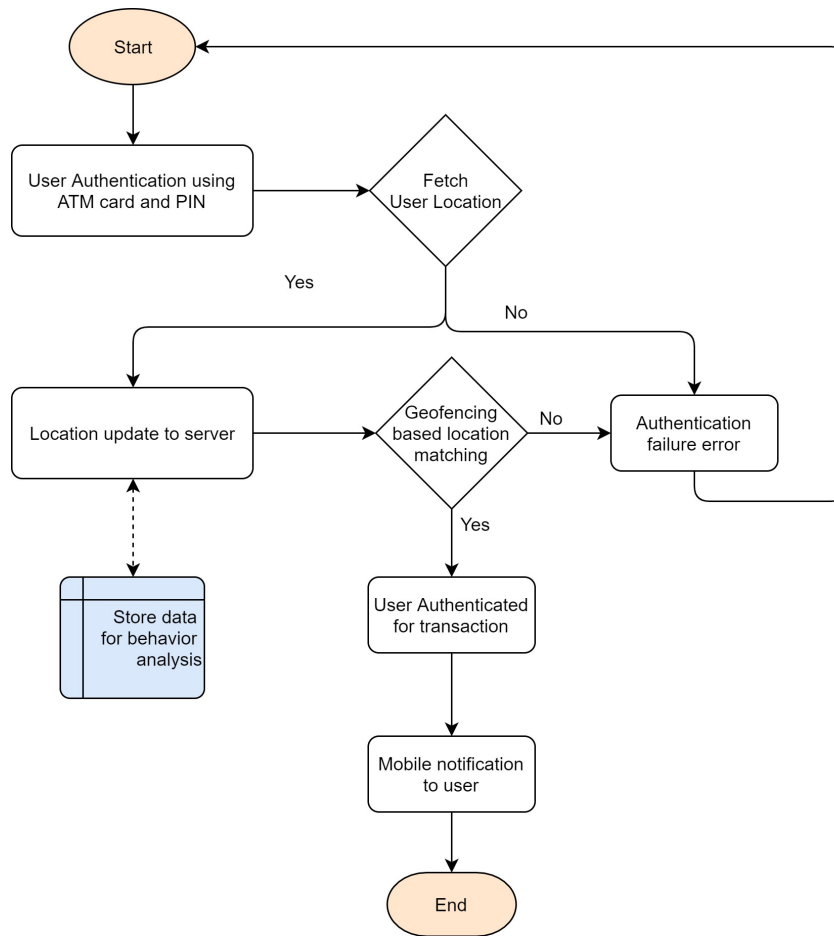 Start
User Authentication using
ATM card and PIN
Fetch
User Location
Yes
No
Location update to server
Geofencing
based location
matching
No
Authentication
failure error
Yes
Store data
for behavior
analysis
User Authenticated
for transaction
Mobile notification
to user
End